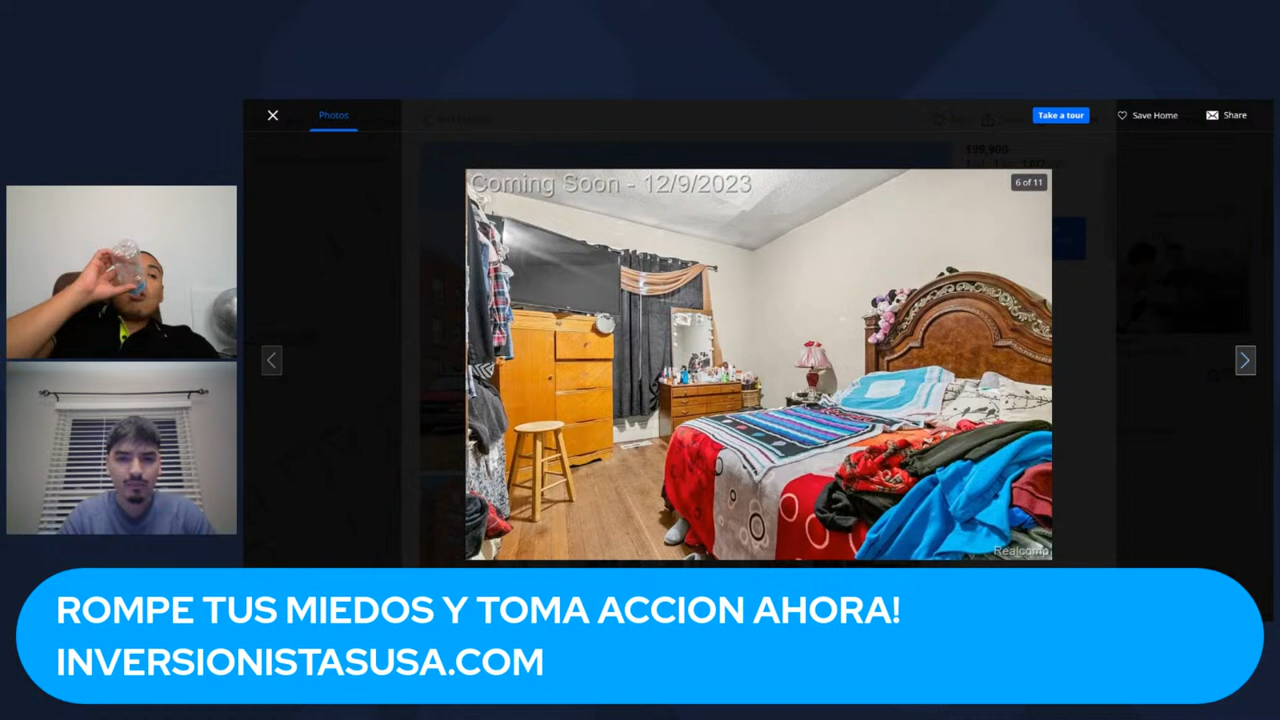 Photos
Take a tour
Save Home
Share
$99,900
Coming Soon - 12/9/2023
6 of 11
Realcomp
ROMPE TUS MIEDOS Y TOMA ACCION AHORA!
INVERSIONISTASUSA.COM